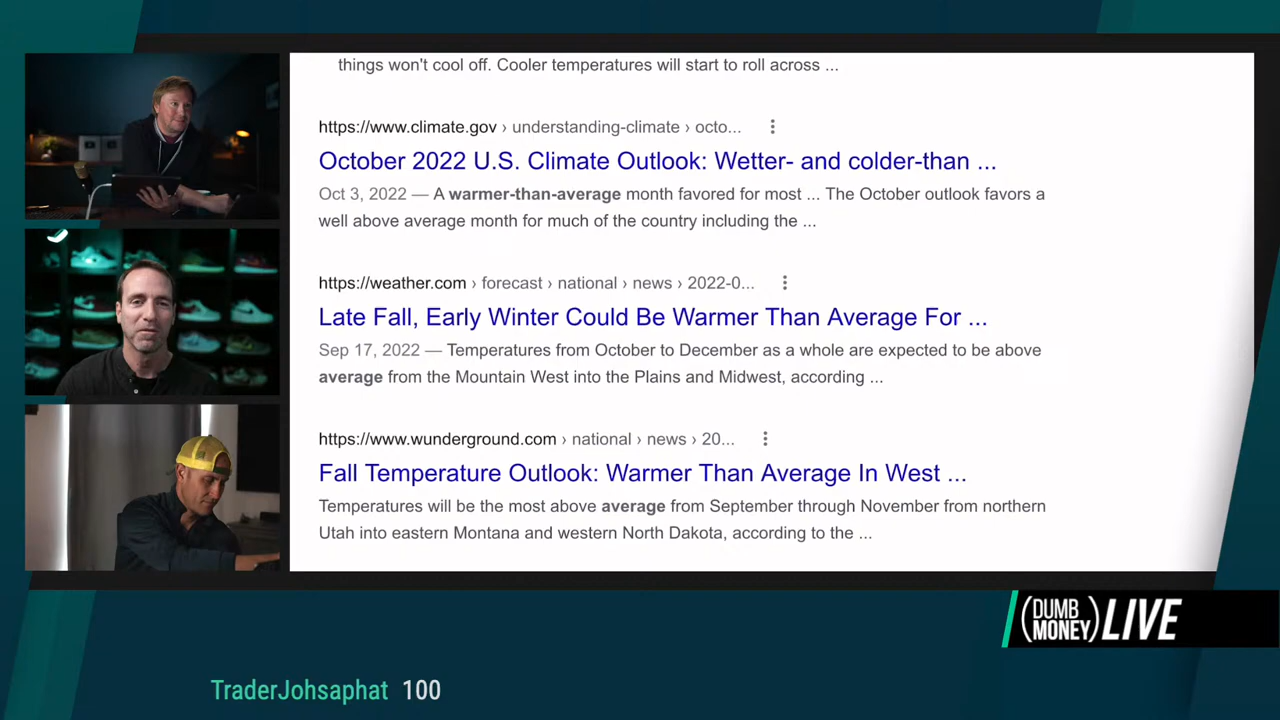 things won't cool off. Cooler temperatures will start to roll across ...
https://www.climate.gov › understanding-climate › octo...
October 2022 U.S. Climate Outlook: Wetter- and colder-than ...
Oct 3, 2022 — A warmer-than-average month favored for most ... The October outlook favors a
well above average month for much of the country including the ...
https://weather.com › forecast › national › news › 2022-0...
Late Fall, Early Winter Could Be Warmer Than Average For ...
Sep 17, 2022 — Temperatures from October to December as a whole are expected to be above
average from the Mountain West into the Plains and Midwest, according ...
https://www.wunderground.com › national › news › 20...
Fall Temperature Outlook: Warmer Than Average In West ...
Temperatures will be the most above average from September through November from northern
Utah into eastern Montana and western North Dakota, according to the ...
(DUMB MONEY) LIVE
TraderJohsaphat 100